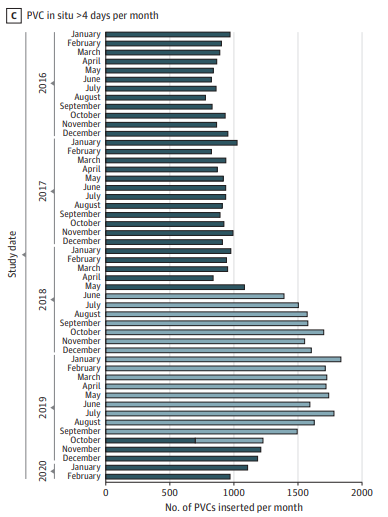 C PVC in situ >4 days per month
Study date
2016
January
February
March
April
May
June
July
August
September
October
November
December
2017
January
February
March
April
May
June
July
August
September
October
November
December
2018
January
February
March
April
May
June
July
August
September
October
November
December
2019
January
February
March
April
May
June
July
August
September
October
November
December
2020
January
February
0 500 1000 1500 2000
No. of PVCs inserted per month